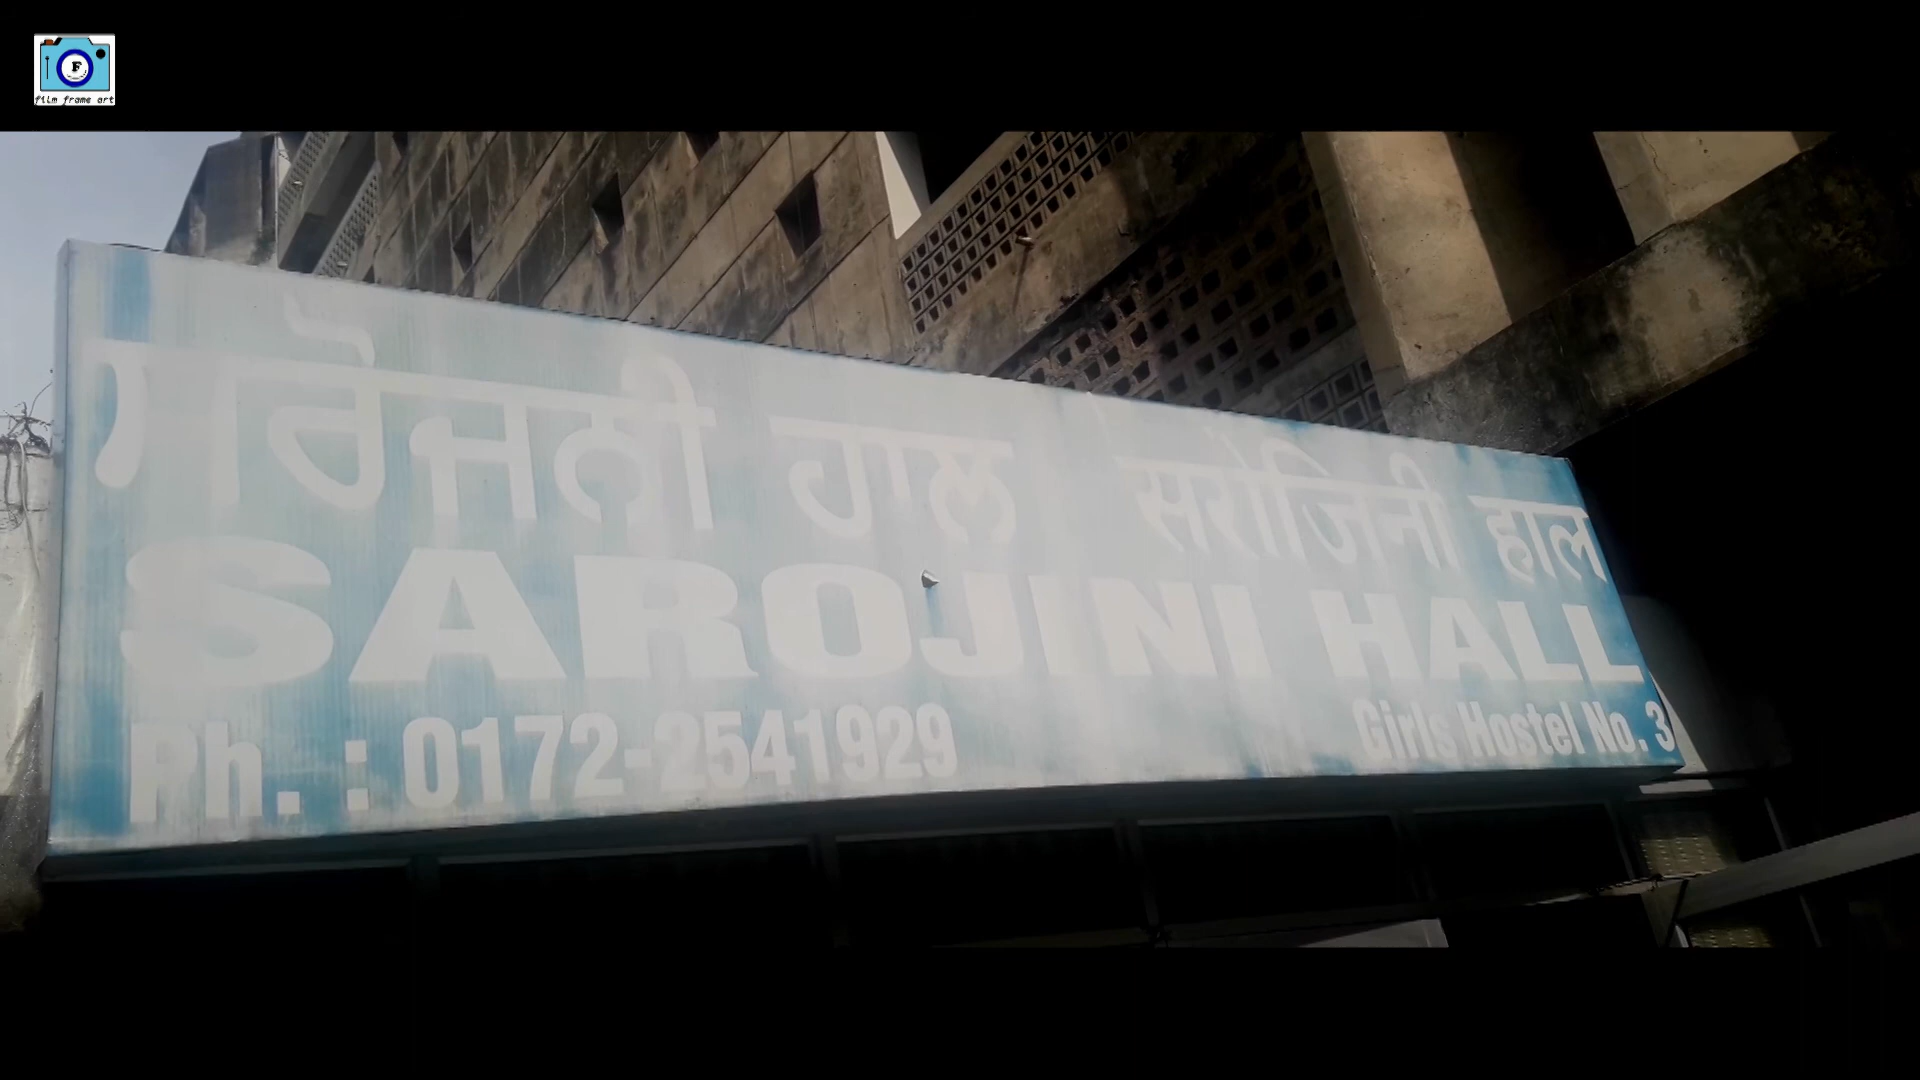 F
film frame art
ਸਰੋਜਨੀ ਹਾਲ सरोजिनी हाल
SAROJINI HALL
Ph. : 0172-2541929 Girls Hostel No. 3